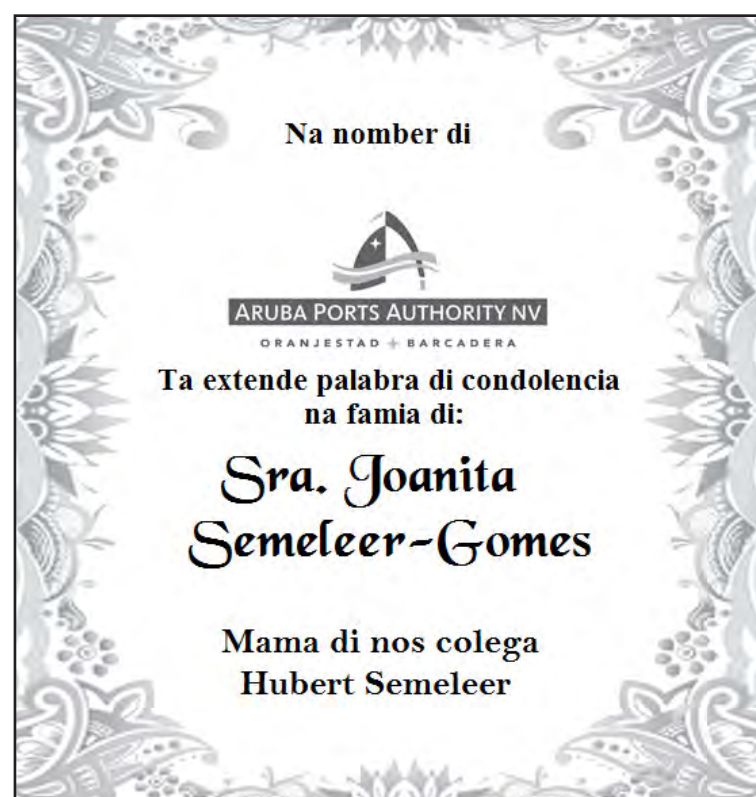 Na nomber di
ARUBA PORTS AUTHORITY NV
ORANJESTAD + BARCADERA
Ta extende palabra di condolencia
na famia di:
Sra. Joanita
Semeleer-Gomes
Mama di nos colega
Hubert Semeleer